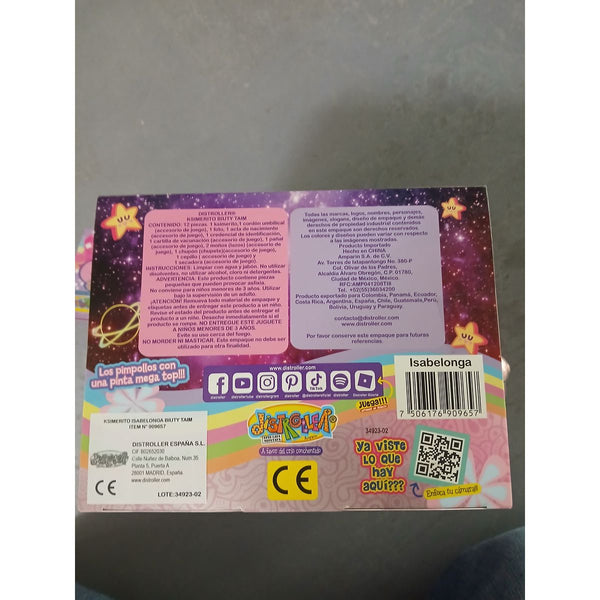 DISTROLLER®
KSIMERITO BIUTY TAIM
CONTENIDO: 12 piezas. 1 ksimerito, 1 cordón umbilical
(accesorio de juego), 1 foto, 1 acta de nacimiento
(accesorio de juego), 1 credencial de identificación,
1 cartilla de vacunación (accesorio de juego), 1 pañal
(accesorio de juego), 2 moños (luxos) (accesorio de
juego), 1 chupón (chupete)(accesorio de juego),
1 cepillo ( accesorio de juego) y
1 secadora (accesorio de juego).
INSTRUCCIONES: Limpiar con agua y jabón. No utilizar
disolventes, no utilizar alcohol, cloro ni detergentes.
¡ADVERTENCIA!: Este producto contiene piezas
pequeñas que pueden provocar asfixia.
No conviene para niños menores de 3 años. Utilizar
bajo la supervisión de un adulto.
¡ATENCIÓN! Remueva todo material de empaque y
etiquetas antes de entregar este producto a un niño.
Revise el estado del producto antes de entregar el
producto a un niño. Deseche inmediatamente si el
producto se rompe. NO ENTREGUE ESTE JUGUETE
A NIÑOS MENORES DE 3 AÑOS.
Evite su uso cerca del fuego.
NO MORDER NI MASTICAR. Este empaque no debe ser
utilizado para otra finalidad.
Todas las marcas, logos, nombres, personajes,
imágenes, slogans, diseño de empaque y demás
derechos de propiedad industrial contenidos
en este empaque son derechos reservados.
Los colores y diseños pueden variar con respecto
a las imágenes mostradas.
Producto Importado
Hecho en CHINA
Amparin S.A. de C.V.
Av. Torres de Ixtapantongo No. 380-F
Col. Olivar de los Padres,
Alcaldía Álvaro Obregón, C.P. 01780,
Ciudad de México, México.
RFC:AMP041200TI8
Tel. +52(55)36034200
Producto exportado para Colombia, Panamá, Ecuador,
Costa Rica, Argentina, España, Chile, Guatemala,Perú,
Bolivia, Uruguay y Paraguay.
contacto@distroller.com
www.distroller.com
Por favor conserve este empaque para futuras
referencias.
Los pimpollos con
una pinta mega top!!!
www.distroller.com
TikTok
Isabelonga
7 506176 909657
KSIMERITO ISABELONGA BIUTY TAIM
ITEM N° 909657
DISTROLLER ESPAÑA S.L.
CIF B02652030
Calle Núñez de Balboa, Num.35
Planta 5, Puerta A
28001 MADRID, España.
www.distroller.com
LOTE:34923-02
distroller
A favor del ksio conchuntado
CE
JUEGA!!!
34923-02
Ya viste
LO QUE
HAY
AQUÍ???
Enfoca tu cámara!!!